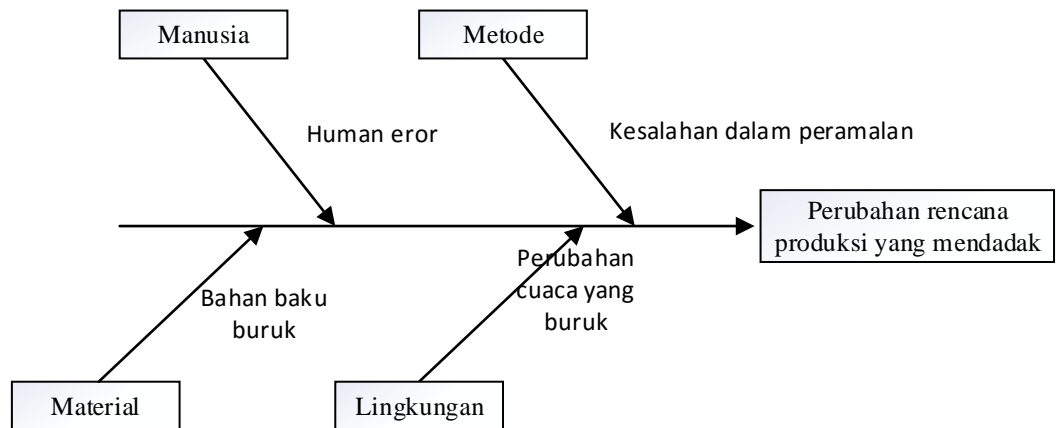 Manusia
Metode
Human eror
Kesalahan dalam peramalan
Perubahan rencana
produksi yang mendadak
Perubahan
cuaca yang
buruk
Bahan baku
buruk
Material
Lingkungan